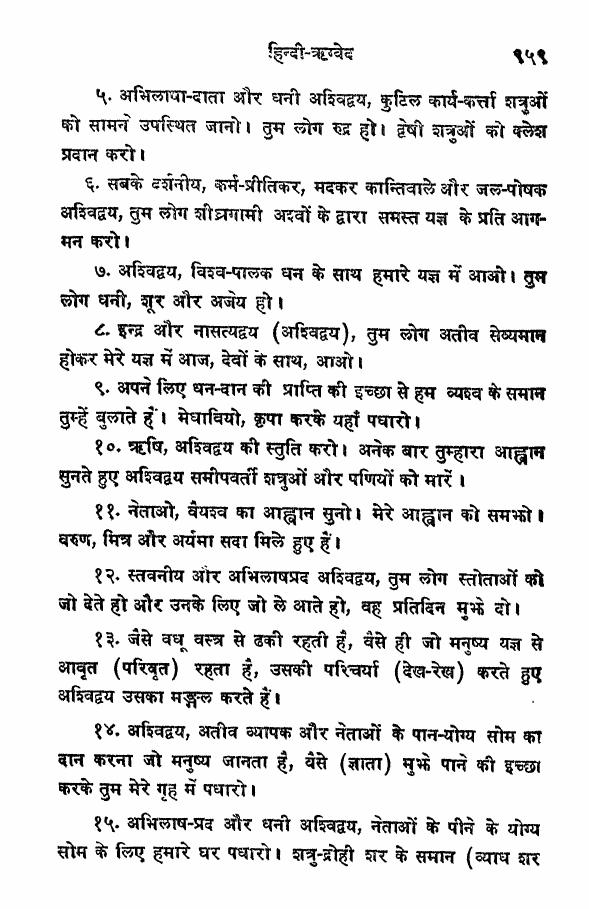 हिन्दी-ऋग्वेद ९५९
५. अभिलाषा-दाता और धनी अश्विद्वय, कुटिल कार्य-कर्त्ता शत्रुओं
को सामने उपस्थित जानो। तुम लोग रुद्र हो। द्वेषी शत्रुओं को क्लेश
प्रदान करो।
६. सबके दर्शनीय, कर्म-प्रीतिकर, मदकर कान्तिवाले और जल-पोषक
अश्विद्वय, तुम लोग शीघ्रगामी अश्वों के द्वारा समस्त यज्ञ के प्रति आग-
मन करो।
७. अश्विद्वय, विश्व-पालक धन के साथ हमारे यज्ञ में आओ। तुम
लोग धनी, शूर और अजेय हो।
८. इन्द्र और नासत्यद्वय (अश्विद्वय), तुम लोग अतीव सेव्यमान
होकर मेरे यज्ञ में आज, देवों के साथ, आओ।
९. अपने लिए धन-दान की प्राप्ति की इच्छा से हम व्यश्व के समान
तुम्हें बुलाते हैं। मेधावियो, कृपा करके यहाँ पधारो।
१०. ऋषि, अश्विद्वय की स्तुति करो। अनेक बार तुम्हारा आह्वान
सुनते हुए अश्विद्वय समीपवर्ती शत्रुओं और पणियों को मारें।
११. नेताओ, वैयश्व का आह्वान सुनो। मेरे आह्वान को समझो।
वरुण, मित्र और अर्यमा सदा मिले हुए हैं।
१२. स्तवनीय और अभिलाषप्रद अश्विद्वय, तुम लोग स्तोताओं को
जो देते हो और उनके लिए जो ले आते हो, वह प्रतिदिन मुझे दो।
१३. जैसे वधू वस्त्र से ढकी रहती है, वैसे ही जो मनुष्य यज्ञ से
आवृत (परिवृत) रहता है, उसकी परिचर्या (देख-रेख) करते हुए
अश्विद्वय उसका मङ्गल करते हैं।
१४. अश्विद्वय, अतीव व्यापक और नेताओं के पान-योग्य सोम का
दान करना जो मनुष्य जानता है, वैसे (ज्ञाता) मुझे पाने की इच्छा
करके तुम मेरे गृह में पधारो।
१५. अभिलाष-प्रद और धनी अश्विद्वय, नेताओं के पीने के योग्य
सोम के लिए हमारे घर पधारो। शत्रु-द्रोही शर के समान (व्याध शर